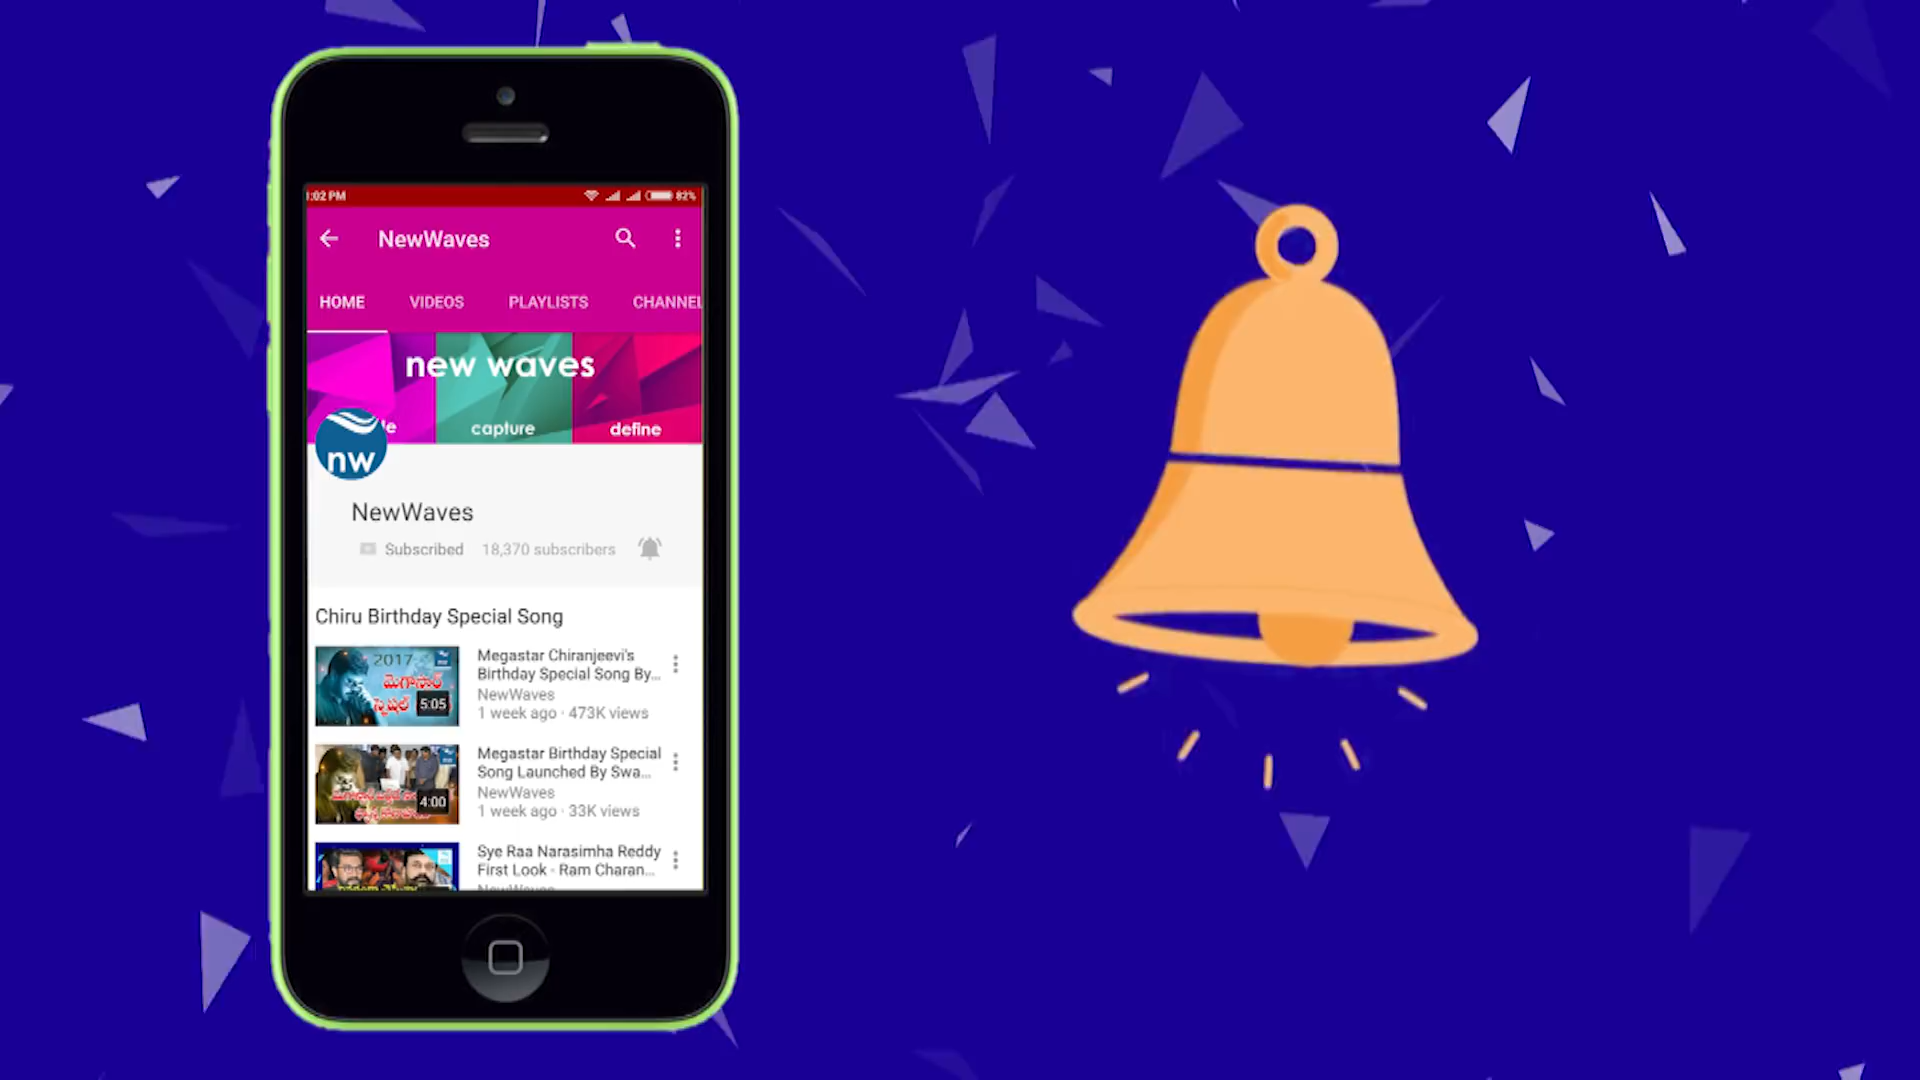 1:02 PM
82%
NewWaves
HOME VIDEOS PLAYLISTS CHANNEL
new waves
capture define
nw
NewWaves
Subscribed 18,370 subscribers
Chiru Birthday Special Song
2017
మెగాస్టార్
స్పెషల్
5:05
Megastar Chiranjeevi's
Birthday Special Song By...
NewWaves
1 week ago · 473K views
4:00
Megastar Birthday Special
Song Launched By Swa...
NewWaves
1 week ago · 33K views
Sye Raa Narasimha Reddy
First Look - Ram Charan...